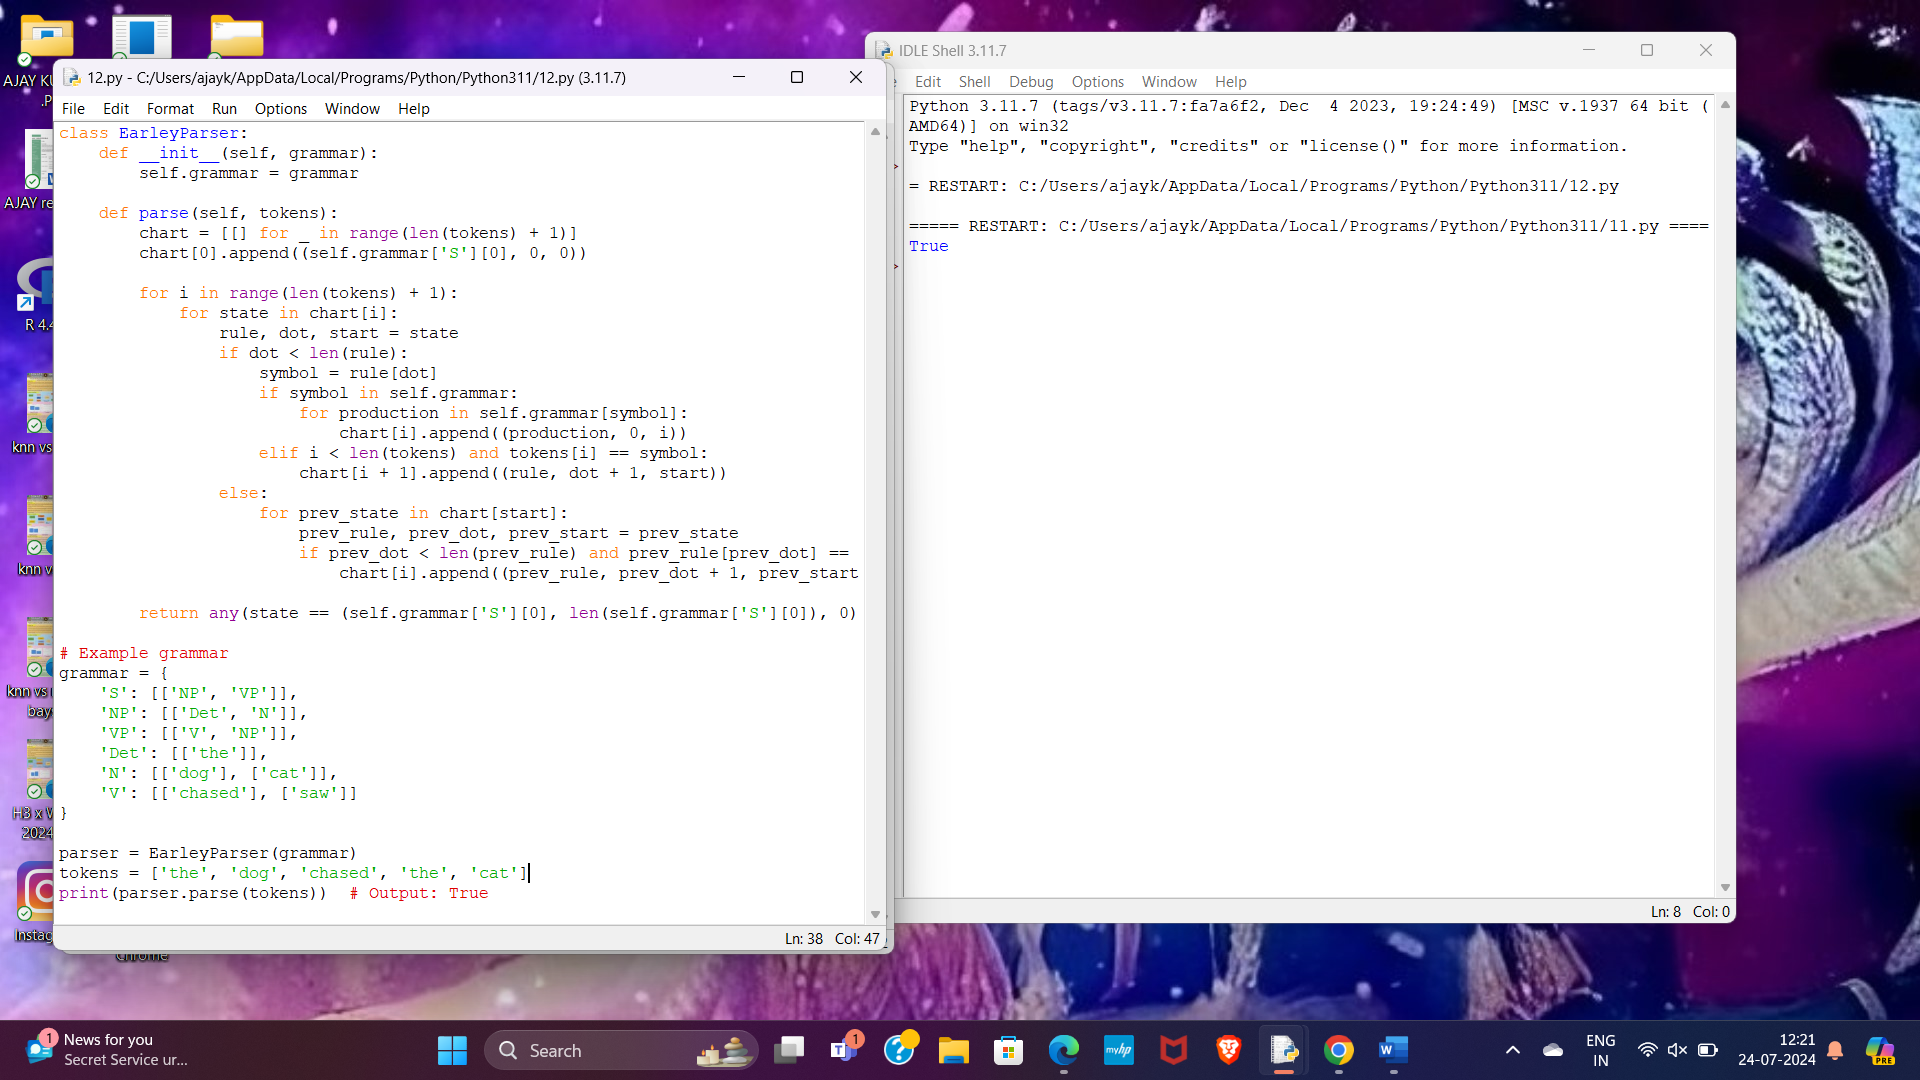 AJAY KU
.P
AJAY re
R 4.4
knn vs
knn v
knn vs
bay
H3 x W
2024
Instag
Chrome
12.py - C:/Users/ajayk/AppData/Local/Programs/Python/Python311/12.py (3.11.7)
File Edit Format Run Options Window Help
class EarleyParser:
    def __init__(self, grammar):
        self.grammar = grammar
    def parse(self, tokens):
        chart = [[] for _ in range(len(tokens) + 1)]
        chart[0].append((self.grammar['S'][0], 0, 0))
        for i in range(len(tokens) + 1):
            for state in chart[i]:
                rule, dot, start = state
                if dot < len(rule):
                    symbol = rule[dot]
                    if symbol in self.grammar:
                        for production in self.grammar[symbol]:
                            chart[i].append((production, 0, i))
                    elif i < len(tokens) and tokens[i] == symbol:
                        chart[i + 1].append((rule, dot + 1, start))
                else:
                    for prev_state in chart[start]:
                        prev_rule, prev_dot, prev_start = prev_state
                        if prev_dot < len(prev_rule) and prev_rule[prev_dot] ==
                            chart[i].append((prev_rule, prev_dot + 1, prev_start
        return any(state == (self.grammar['S'][0], len(self.grammar['S'][0]), 0)
# Example grammar
grammar = {
    'S': [['NP', 'VP']],
    'NP': [['Det', 'N']],
    'VP': [['V', 'NP']],
    'Det': [['the']],
    'N': [['dog'], ['cat']],
    'V': [['chased'], ['saw']]
}
parser = EarleyParser(grammar)
tokens = ['the', 'dog', 'chased', 'the', 'cat']
print(parser.parse(tokens))  # Output: True
Ln: 38 Col: 47
IDLE Shell 3.11.7
Edit Shell Debug Options Window Help
Python 3.11.7 (tags/v3.11.7:fa7a6f2, Dec  4 2023, 19:24:49) [MSC v.1937 64 bit (
AMD64)] on win32
Type "help", "copyright", "credits" or "license()" for more information.
= RESTART: C:/Users/ajayk/AppData/Local/Programs/Python/Python311/12.py
===== RESTART: C:/Users/ajayk/AppData/Local/Programs/Python/Python311/11.py ====
True
Ln: 8 Col: 0
1
News for you
Secret Service ur...
Search
1
myhp
W
PRE
ENG
IN
12:21
24-07-2024